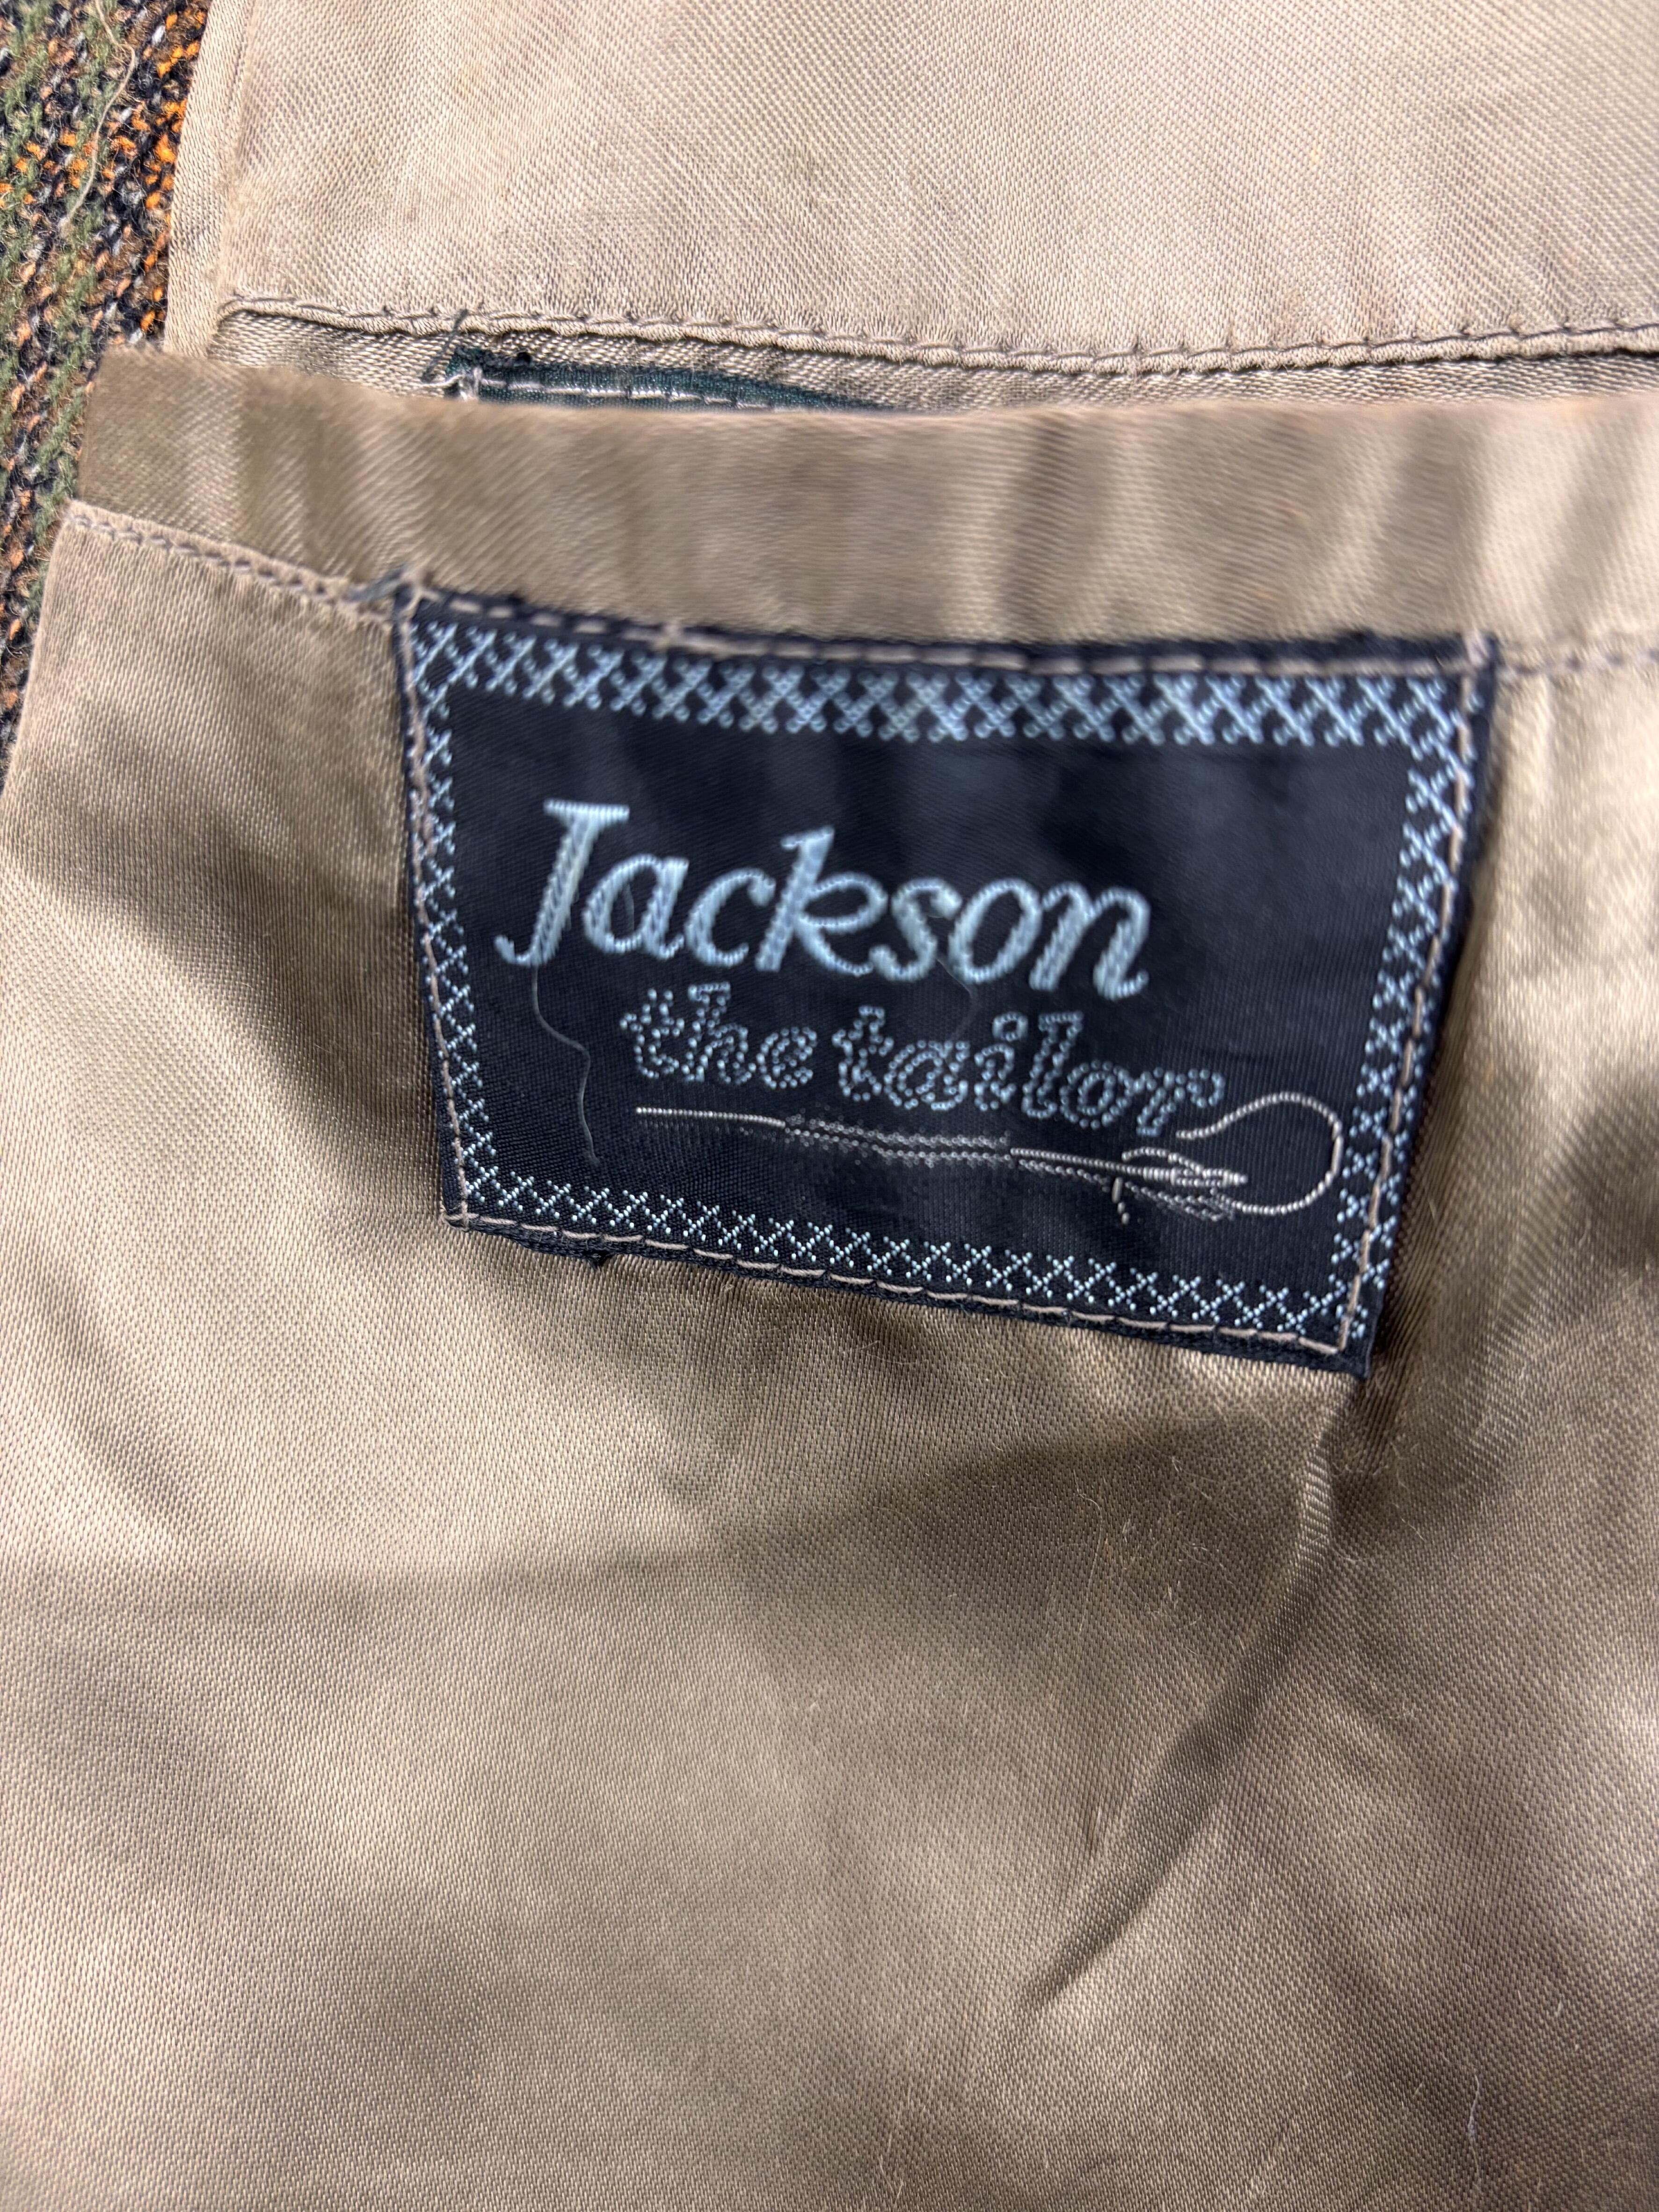 Jackson
the tailor